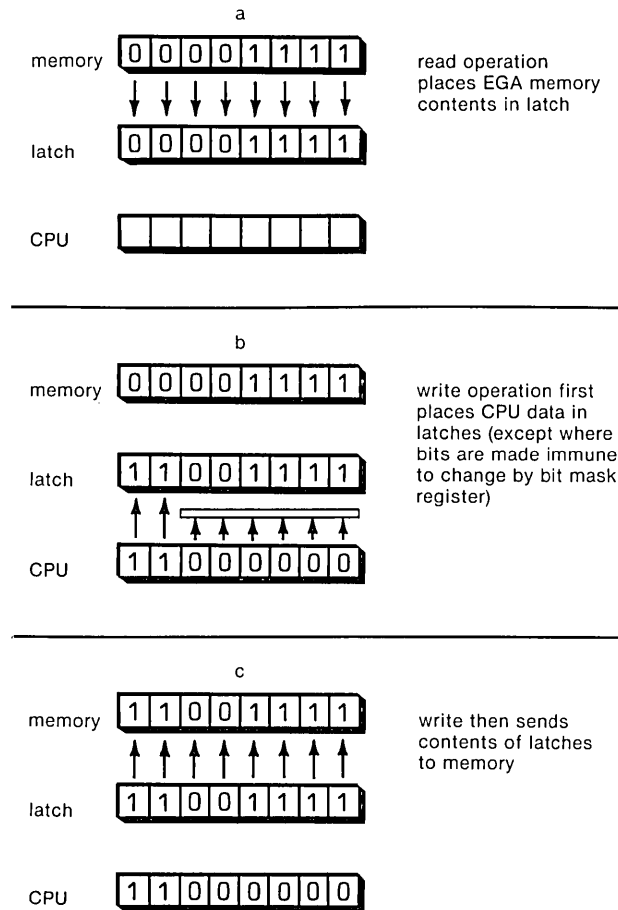 a
memory 0 0 0 0 1 1 1 1
read operation
places EGA memory
contents in latch
latch 0 0 0 0 1 1 1 1
CPU
b
memory 0 0 0 0 1 1 1 1
write operation first
places CPU data in
latches (except where
bits are made immune
to change by bit mask
register)
latch 1 1 0 0 1 1 1 1
CPU 1 1 0 0 0 0 0 0
c
memory 1 1 0 0 1 1 1 1
write then sends
contents of latches
to memory
latch 1 1 0 0 1 1 1 1
CPU 1 1 0 0 0 0 0 0